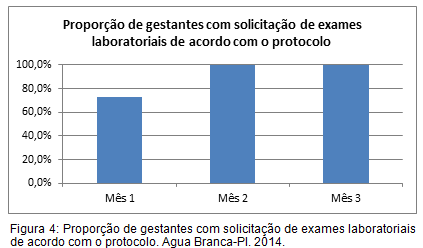 Proporção de gestantes com solicitação de exames
laboratoriais de acordo com o protocolo
100,0%
80,0%
60,0%
40,0%
20,0%
0,0%
Mês 1
Mês 2
Mês 3
Figura 4: Proporção de gestantes com solicitação de exames laboratoriais
de acordo com o protocolo. Agua Branca-PI. 2014.